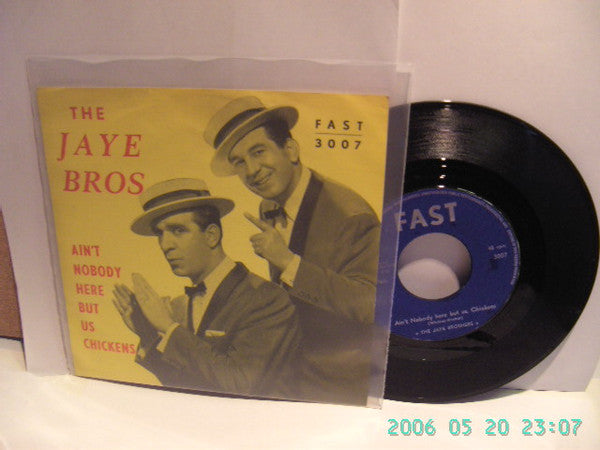 THE
JAYE
BROS
FAST
3007
AIN'T
NOBODY
HERE
BUT
US
CHICKENS
FAST
3007
Ain't Nobody here but us, Chickens
THE JAYE BROTHERS
2006 05 20 23:07